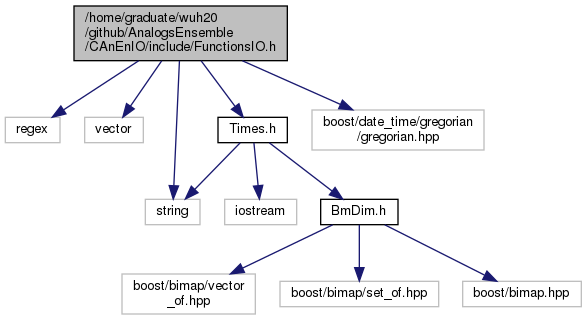 /home/graduate/wuh20
/github/AnalogsEnsemble
/CAnEnIO/include/FunctionsIO.h
regex
vector
Times.h
boost/date_time/gregorian
/gregorian.hpp
string
iostream
BmDim.h
boost/bimap/vector
_of.hpp
boost/bimap/set_of.hpp
boost/bimap.hpp